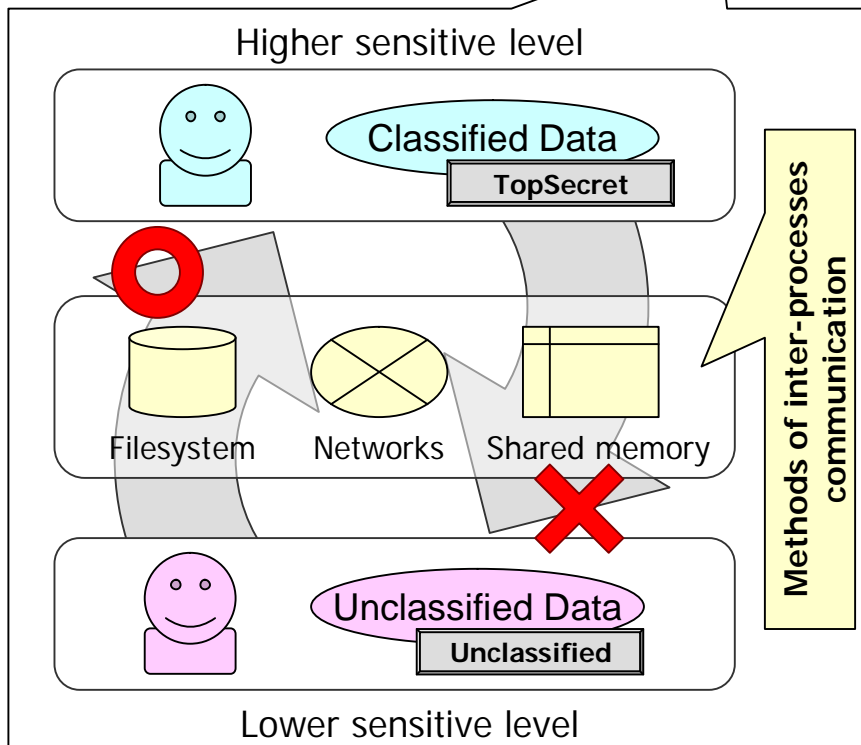 Higher sensitive level
Classified Data
TopSecret
Methods of inter-processes
communication
Filesystem
Networks
Shared memory
Unclassified Data
Unclassified
Lower sensitive level